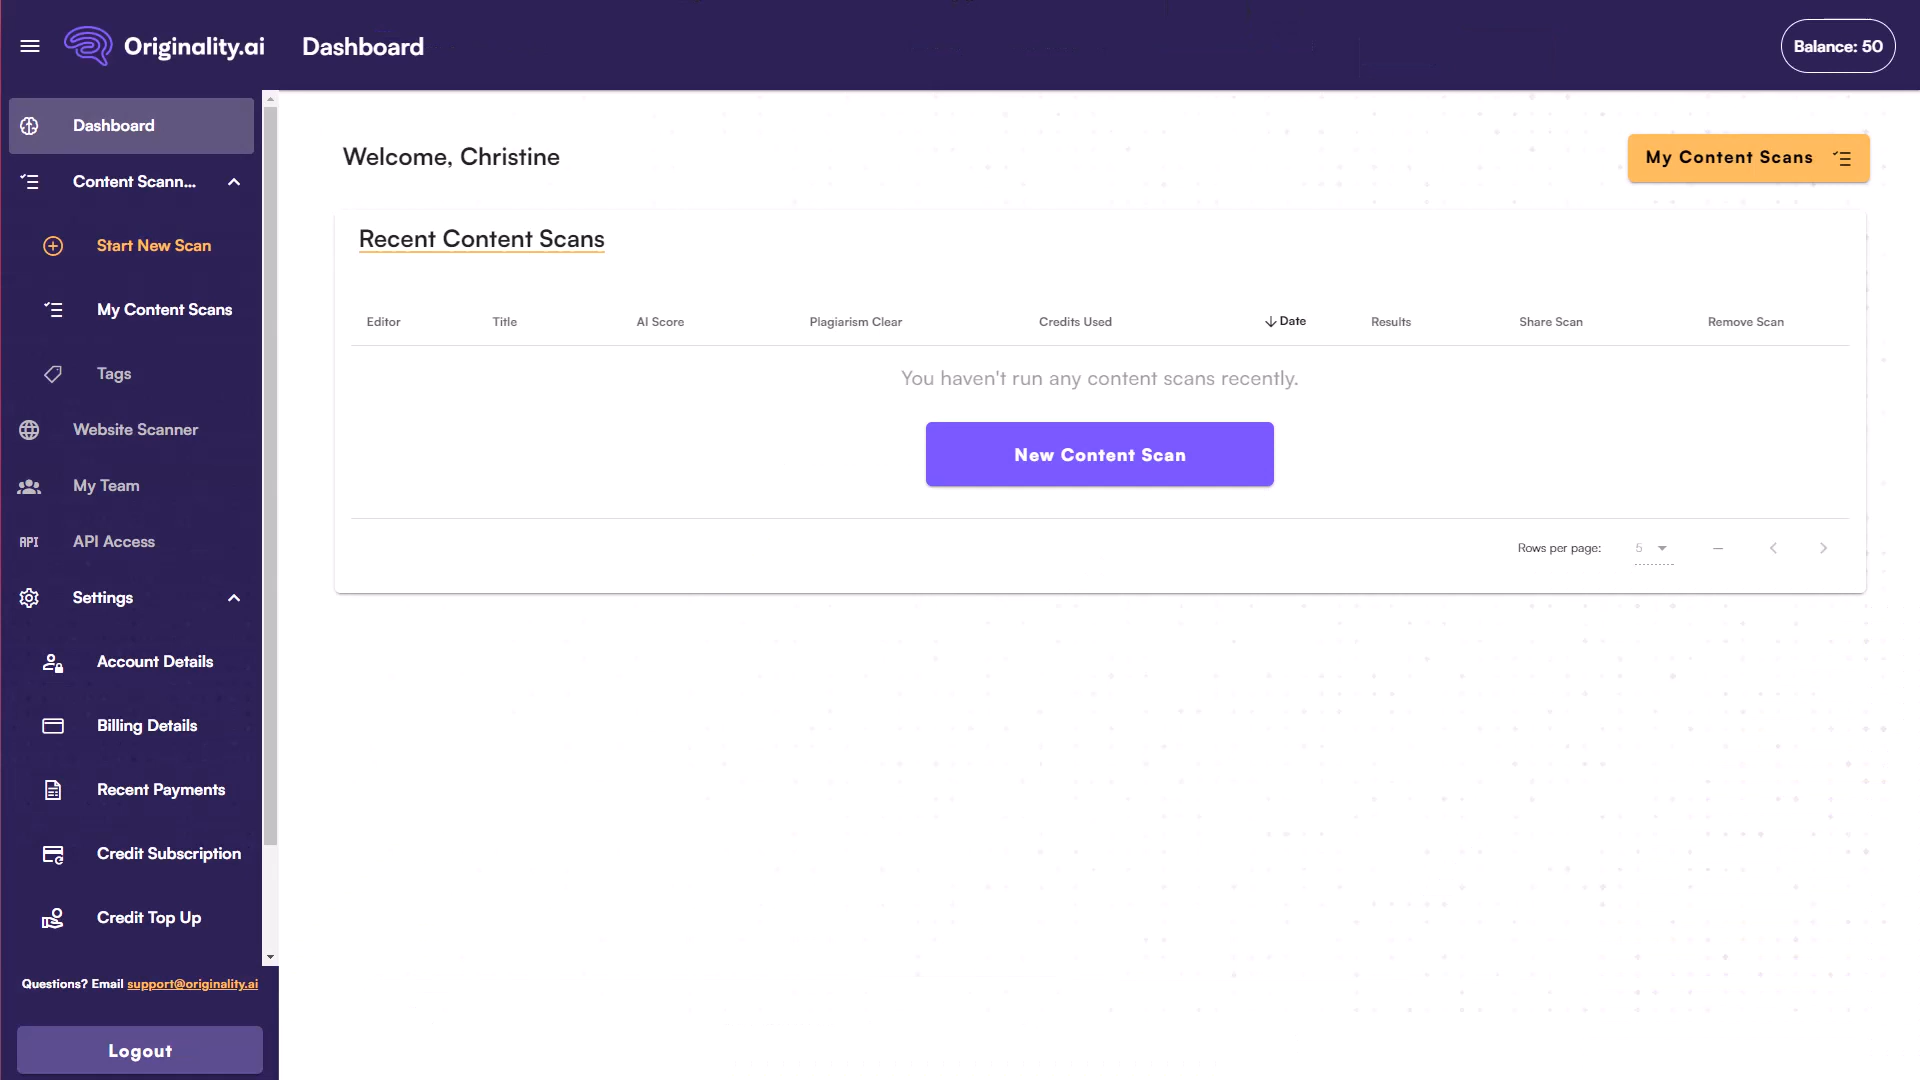 Originality.ai
Dashboard
Balance: 50
Dashboard
Content Scann...
Start New Scan
My Content Scans
Tags
Website Scanner
My Team
API
API Access
Settings
Account Details
Billing Details
Recent Payments
Credit Subscription
Credit Top Up
Questions? Email support@originality.ai
Logout
Welcome, Christine
My Content Scans
Recent Content Scans
Editor Title AI Score Plagiarism Clear Credits Used Date Results Share Scan Remove Scan
You haven't run any content scans recently.
New Content Scan
Rows per page: 5 –